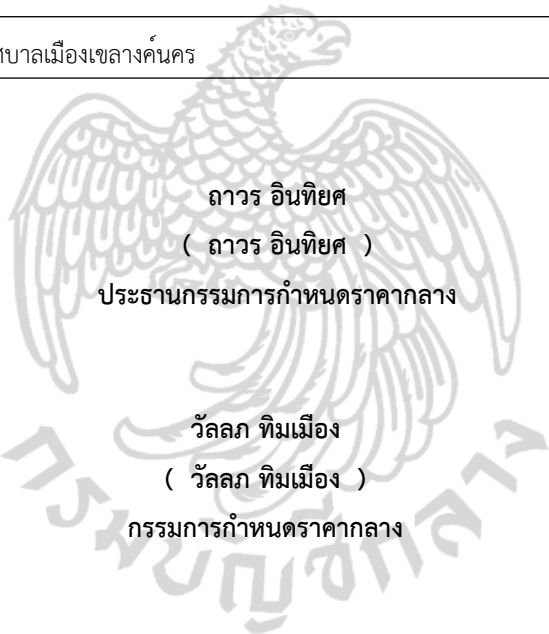 ศบาลเมืองเขลางค์นคร
ถาวร อินทิยศ
( ถาวร อินทิยศ )
ประธานกรรมการกำหนดราคากลาง
วัลลภ ทิมเมือง
( วัลลภ ทิมเมือง )
กรรมการกำหนดราคากลาง
กรมบัญชีกลาง